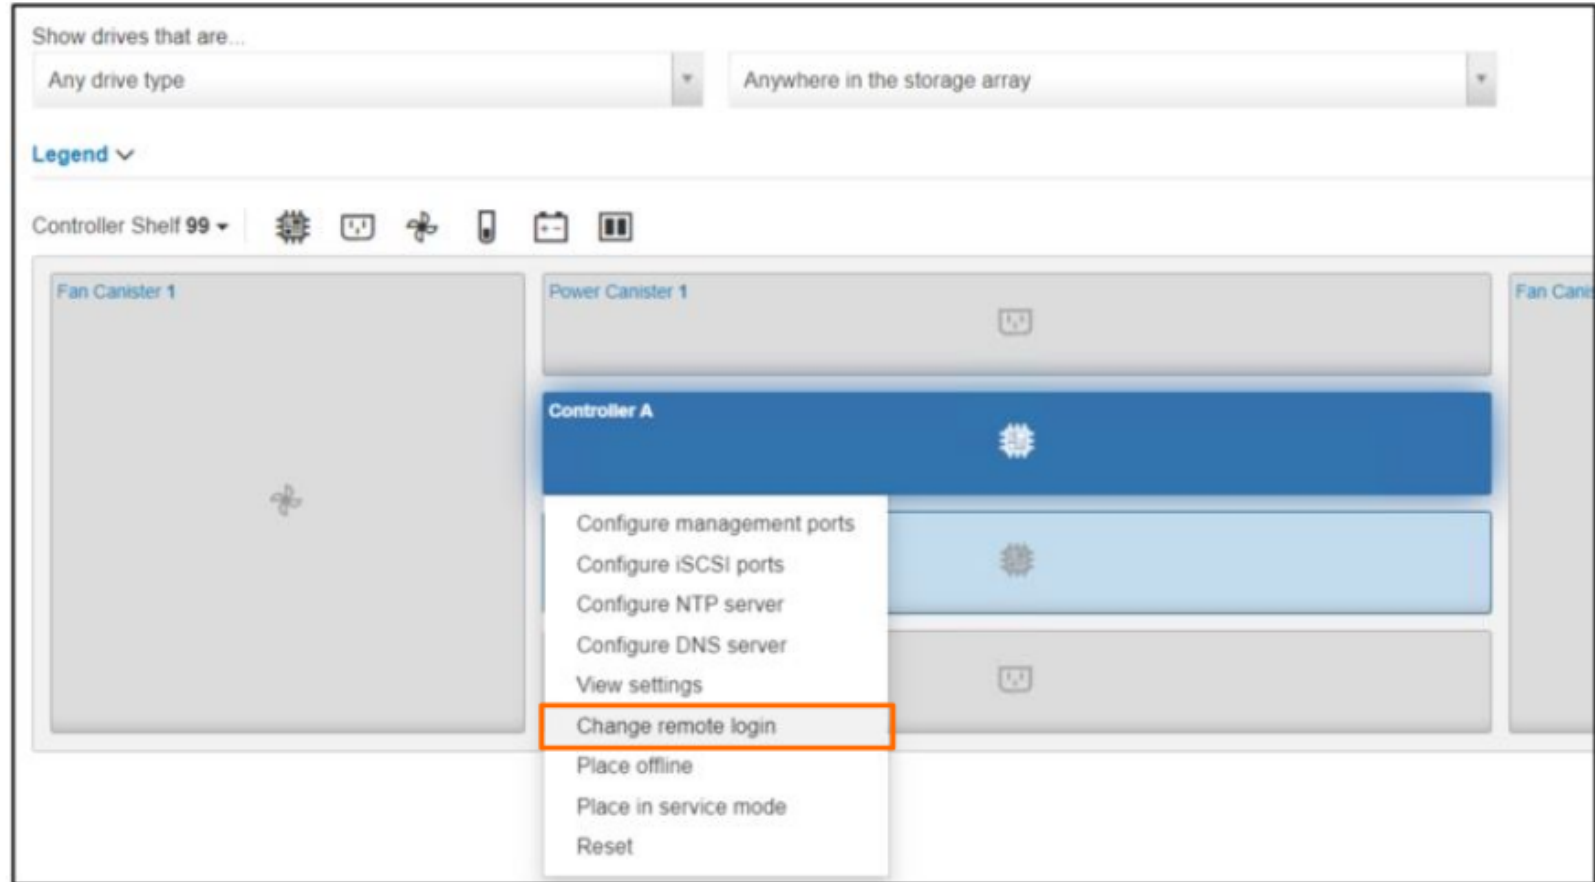 Show drives that are...
Any drive type
Anywhere in the storage array
Legend
Controller Shelf 99
Fan Canister 1
Power Canister 1
Fan
Controller A
Configure management ports
Configure iSCSI ports
Configure NTP server
Configure DNS server
View settings
Change remote login
Place offline
Place in service mode
Reset